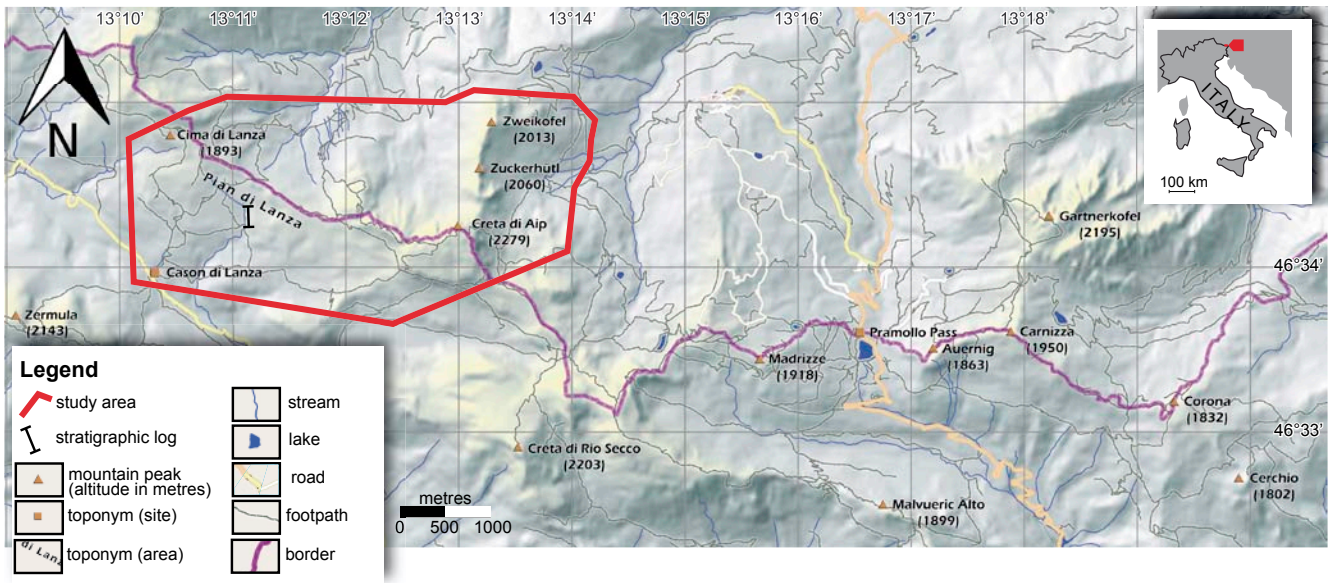 13°10'
13°11'
13°12'
13°13'
13°14'
13°15'
13°16'
13°17'
13°18'
N
Cima di Lanza
(1893)
Zweikofel
(2013)
Zuckerhütl
(2060)
Pian di Lanza
Creta di Aip
(2279)
Cason di Lanza
Zermula
(2143)
Gartnerkofel
(2195)
46°34'
Pramollo Pass
Madrizze
(1918)
Auernig
(1863)
Carnizza
(1950)
Corona
(1832)
46°33'
Creta di Rio Secco
(2203)
Malvueric Alto
(1899)
Cerchio
(1802)
metres
0 500 1000
ITALY
100 km
Legend
study area
stratigraphic log
mountain peak
(altitude in metres)
toponym (site)
di Lanz
toponym (area)
stream
lake
road
footpath
border